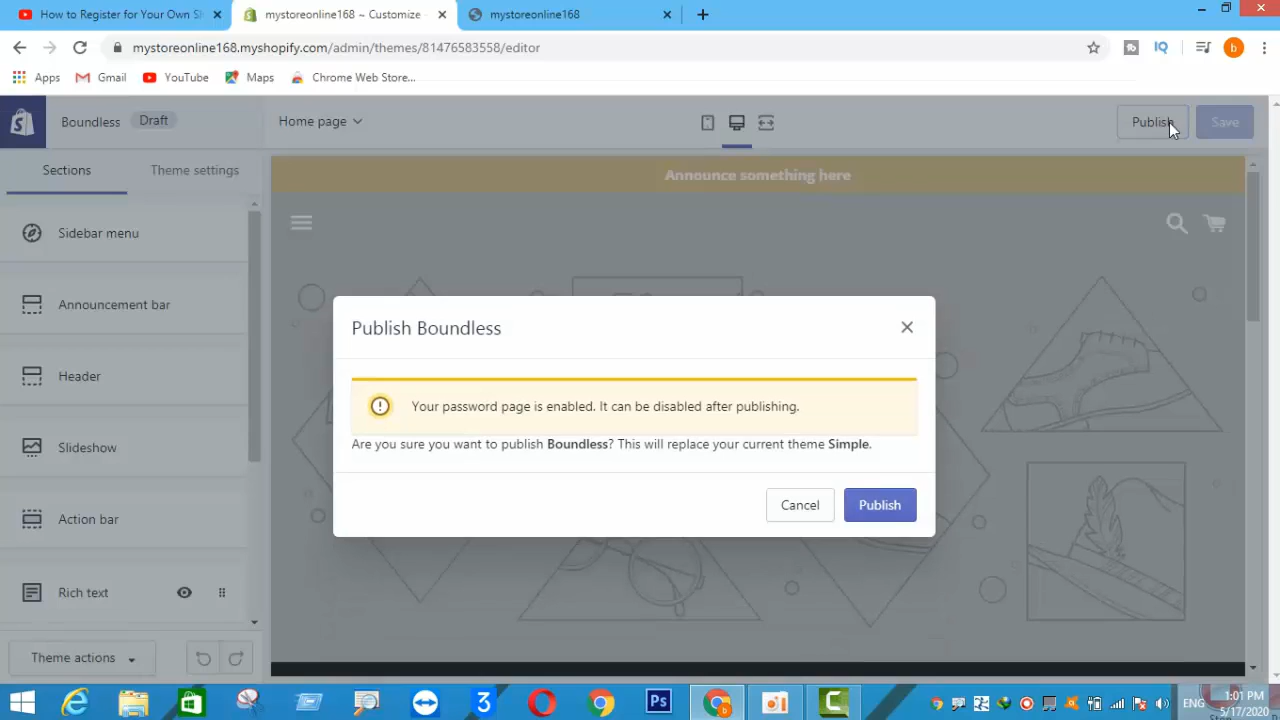 How to Register for Your Own Sh
mystoreonline168 ~ Customize
mystoreonline168
mystoreonline168.myshopify.com/admin/themes/81476583558/editor
IQ
b
Apps
Gmail
YouTube
Maps
Chrome Web Store...
Boundless
Draft
Home page
Publish
Save
Sections
Theme settings
Announce something here
Sidebar menu
Announcement bar
Header
Slideshow
Action bar
Rich text
Publish Boundless
Your password page is enabled. It can be disabled after publishing.
Are you sure you want to publish Boundless? This will replace your current theme Simple.
Cancel
Publish
Theme actions
3
Ps
b
ENG
1:01 PM
5/17/2020